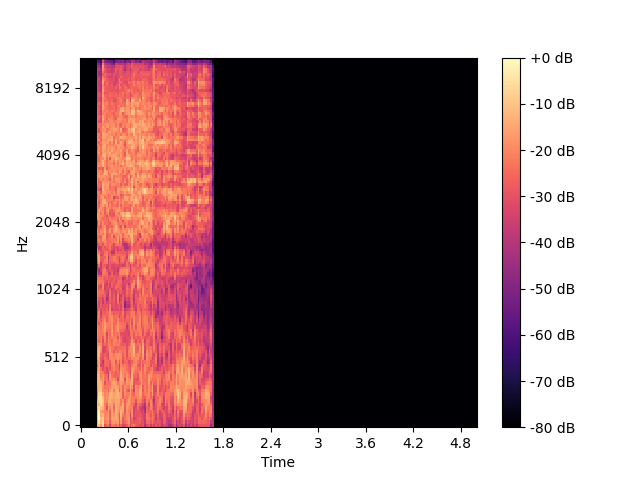 +0 dB
8192
-10 dB
4096
-20 dB
-30 dB
2048
Hz
-40 dB
1024
-50 dB
512
-60 dB
-70 dB
0
-80 dB
0 0.6 1.2 1.8 2.4 3 3.6 4.2 4.8
Time